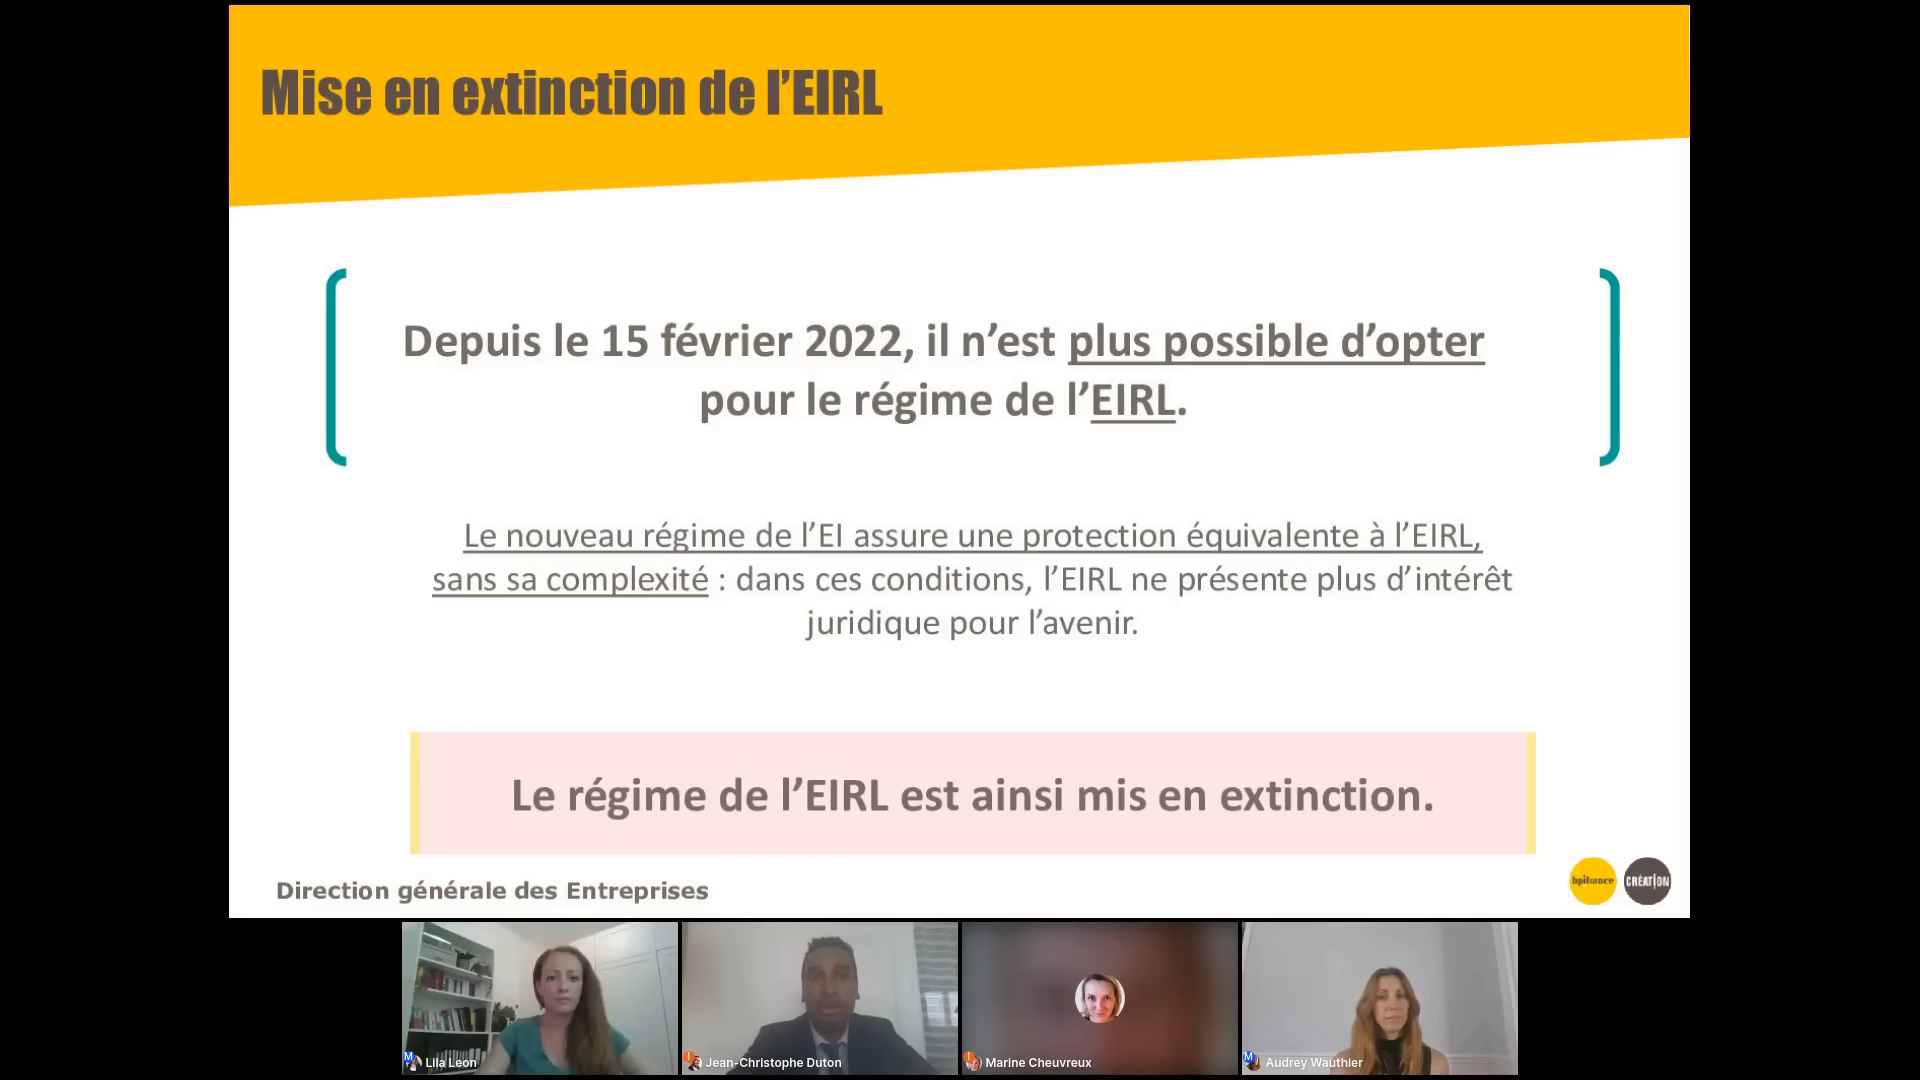 Mise en extinction de l’EIRL
Depuis le 15 février 2022, il n’est plus possible d’opter
pour le régime de l’EIRL.
Le nouveau régime de l’EI assure une protection équivalente à l’EIRL,
sans sa complexité : dans ces conditions, l’EIRL ne présente plus d’intérêt
juridique pour l’avenir.
Le régime de l’EIRL est ainsi mis en extinction.
Direction générale des Entreprises
bpifrance
CRÉATION
M
Lila Leon
I
Jean-Christophe Duton
I
Marine Cheuvreux
M
Audrey Wauthier